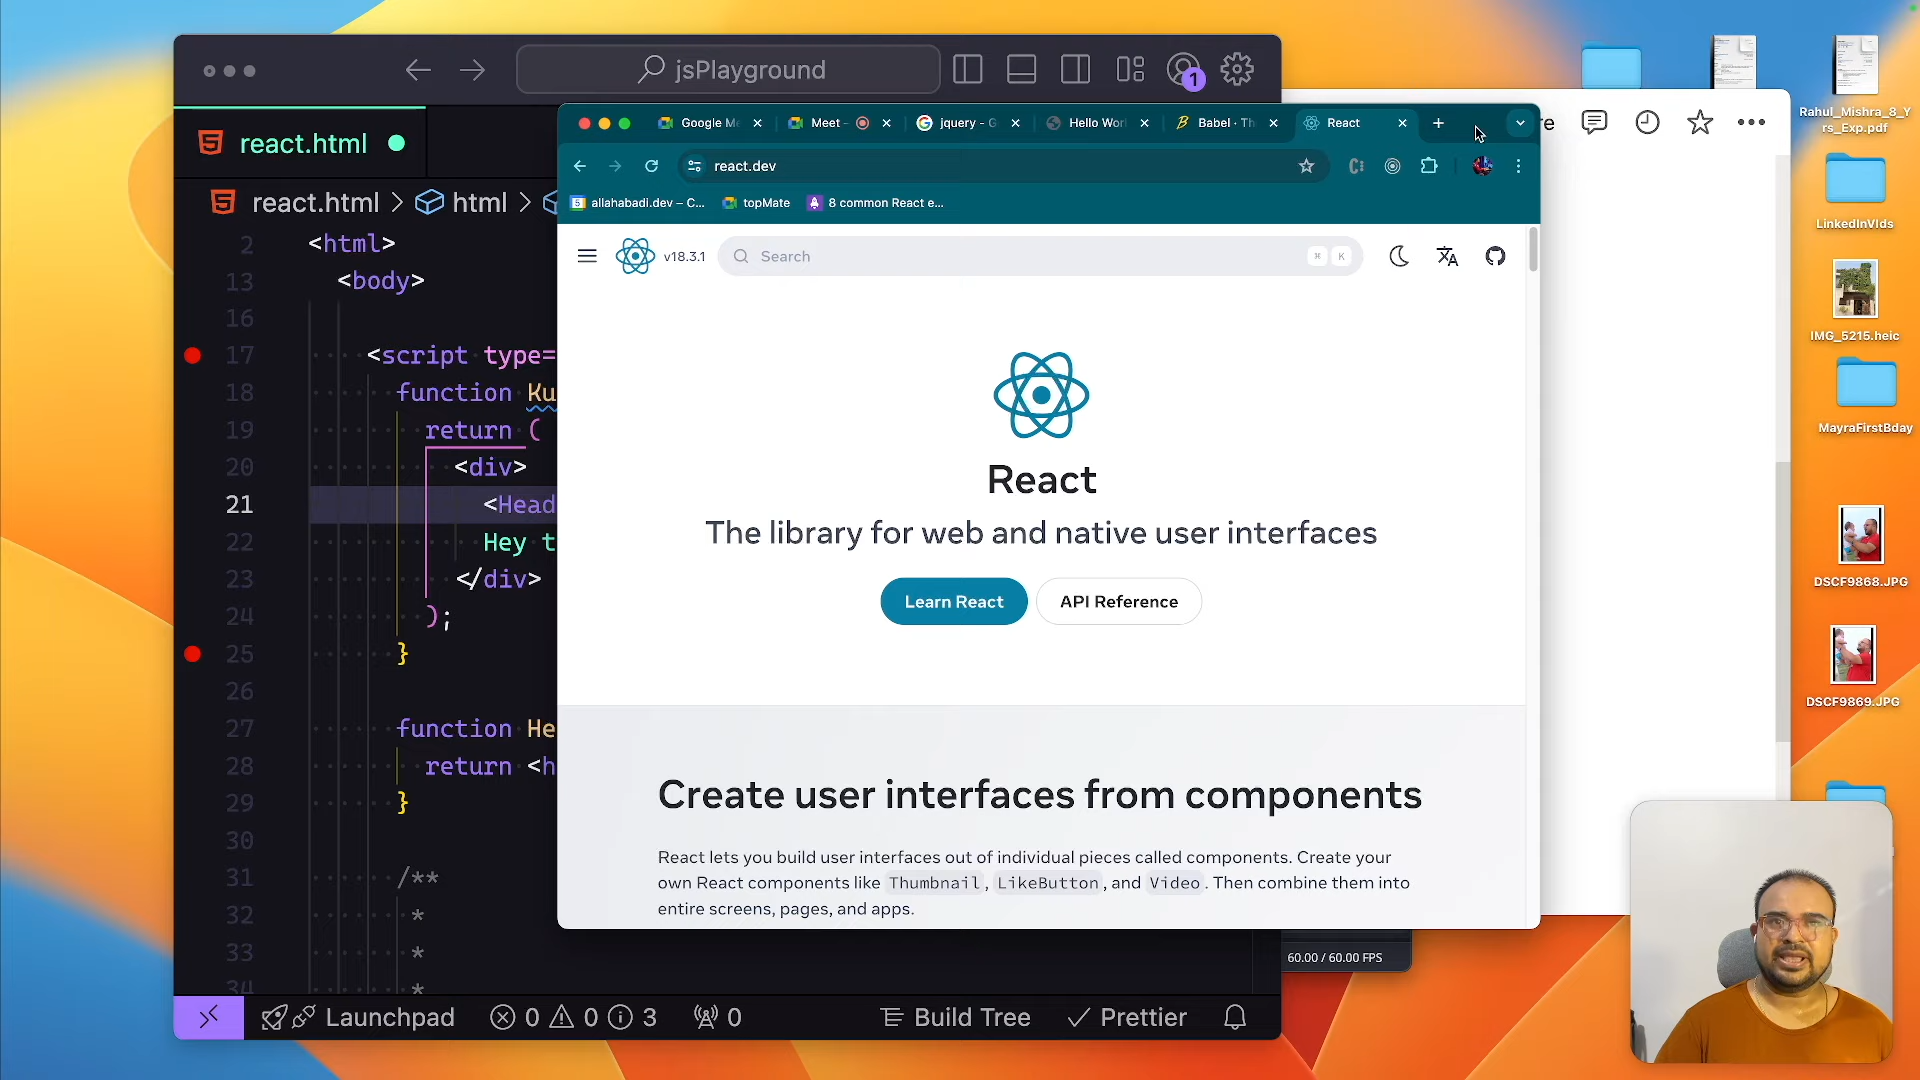 jsPlayground
1
react.html
react.html > html >
2 <html>
13 <body>
16
17 <script type=
18 function Ku
19 return (
20 <div>
21 <Head
22 Hey t
23 </div>
24 );
25 }
26
27 function He
28 return <h
29 }
30
31 /**
32 *
33 *
34 *
Launchpad 0 0 3 0 Build Tree Prettier
Google Me Meet - jquery - G Hello Worl Babel · Th React
react.dev
allahabadi.dev – C... topMate 8 common React e...
v18.3.1 Search ⌘ K
React
The library for web and native user interfaces
Learn React API Reference
Create user interfaces from components
React lets you build user interfaces out of individual pieces called components. Create your
own React components like Thumbnail, LikeButton, and Video. Then combine them into
entire screens, pages, and apps.
re
60.00 / 60.00 FPS
Rahul_Mishra_8_Y
rs_Exp.pdf
LinkedInVIds
IMG_5215.heic
MayraFirstBday
DSCF9868.JPG
DSCF9869.JPG